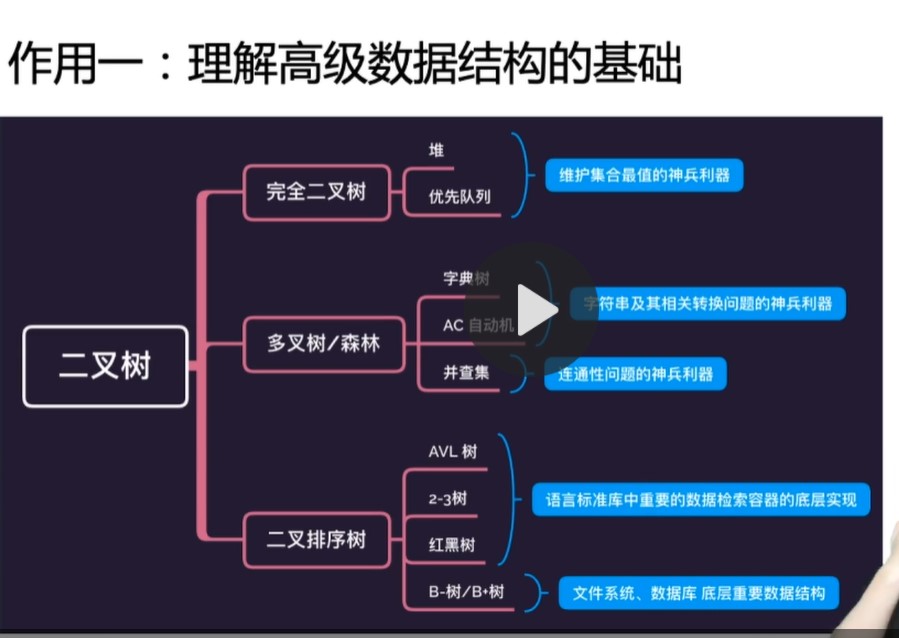 作用一：理解高级数据结构的基础
二叉树
完全二叉树
堆
优先队列
维护集合最值的神兵利器
多叉树/森林
字典树
AC 自动机
字符串及其相关转换问题的神兵利器
并查集
连通性问题的神兵利器
二叉排序树
AVL 树
2-3树
红黑树
语言标准库中重要的数据检索容器的底层实现
B-树/B+树
文件系统、数据库 底层重要数据结构